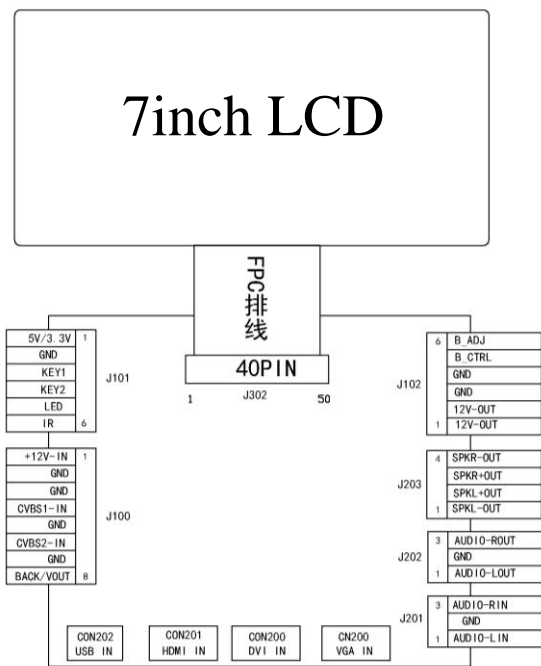 7inch LCD
FPC排线
40PIN
1 J302 50
5V/3.3V 1
GND
KEY1
KEY2
LED
IR 6
J101
+12V-IN 1
GND
GND
CVBS1-IN
GND
CVBS2-IN
GND
BACK/VOUT 8
J100
6 B_ADJ
B_CTRL
GND
GND
12V-OUT
1 12V-OUT
J102
4 SPKR-OUT
SPKR+OUT
SPKL+OUT
1 SPKL-OUT
J203
3 AUDIO-ROUT
GND
1 AUDIO-LOUT
J202
3 AUDIO-RIN
GND
1 AUDIO-LIN
J201
CON202
USB IN
CON201
HDMI IN
CON200
DVI IN
CN200
VGA IN